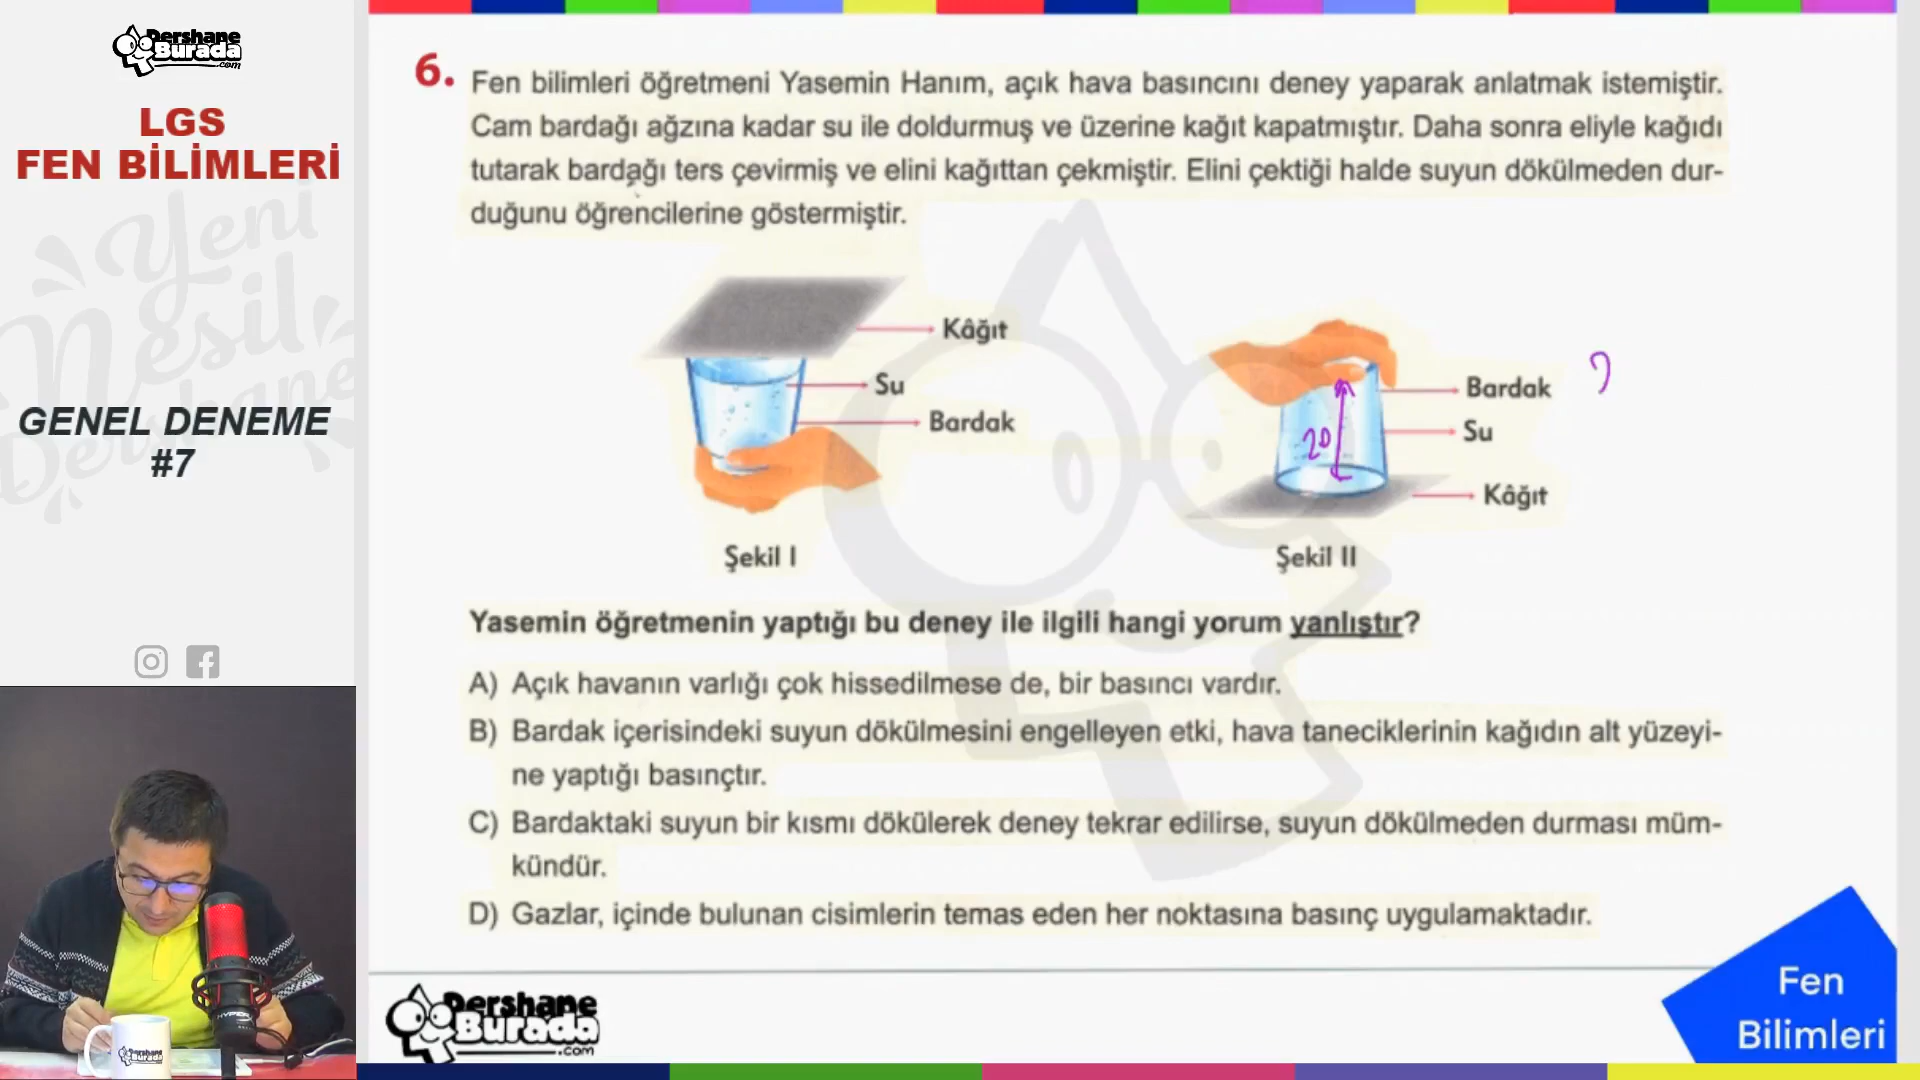 Dershane
Burada
.com
LGS
FEN BİLİMLERİ
Yeni
Nesil
Dershane
GENEL DENEME
#7
6. Fen bilimleri öğretmeni Yasemin Hanım, açık hava basıncını deney yaparak anlatmak istemiştir.
Cam bardağı ağzına kadar su ile doldurmuş ve üzerine kağıt kapatmıştır. Daha sonra eliyle kağıdı
tutarak bardağı ters çevirmiş ve elini kağıttan çekmiştir. Elini çektiği halde suyun dökülmeden dur-
duğunu öğrencilerine göstermiştir.
Kâğıt
Su
Bardak
Şekil I
Bardak
Su
20
Kâğıt
Şekil II
Yasemin öğretmenin yaptığı bu deney ile ilgili hangi yorum yanlıştır?
A) Açık havanın varlığı çok hissedilmese de, bir basıncı vardır.
B) Bardak içerisindeki suyun dökülmesini engelleyen etki, hava taneciklerinin kağıdın alt yüzeyi-
ne yaptığı basınçtır.
C) Bardaktaki suyun bir kısmı dökülerek deney tekrar edilirse, suyun dökülmeden durması müm-
kündür.
D) Gazlar, içinde bulunan cisimlerin temas eden her noktasına basınç uygulamaktadır.
Dershane
Burada
.com
Fen
Bilimleri
HYPERX
Dershane
Burada